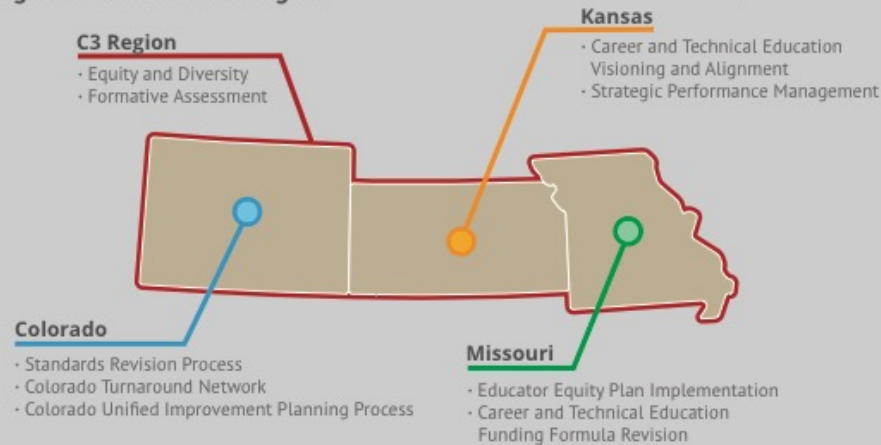 Kansas
· Career and Technical Education
Visioning and Alignment
· Strategic Performance Management
C3 Region
· Equity and Diversity
· Formative Assessment
Colorado
· Standards Revision Process
· Colorado Turnaround Network
· Colorado Unified Improvement Planning Process
Missouri
· Educator Equity Plan Implementation
· Career and Technical Education
Funding Formula Revision